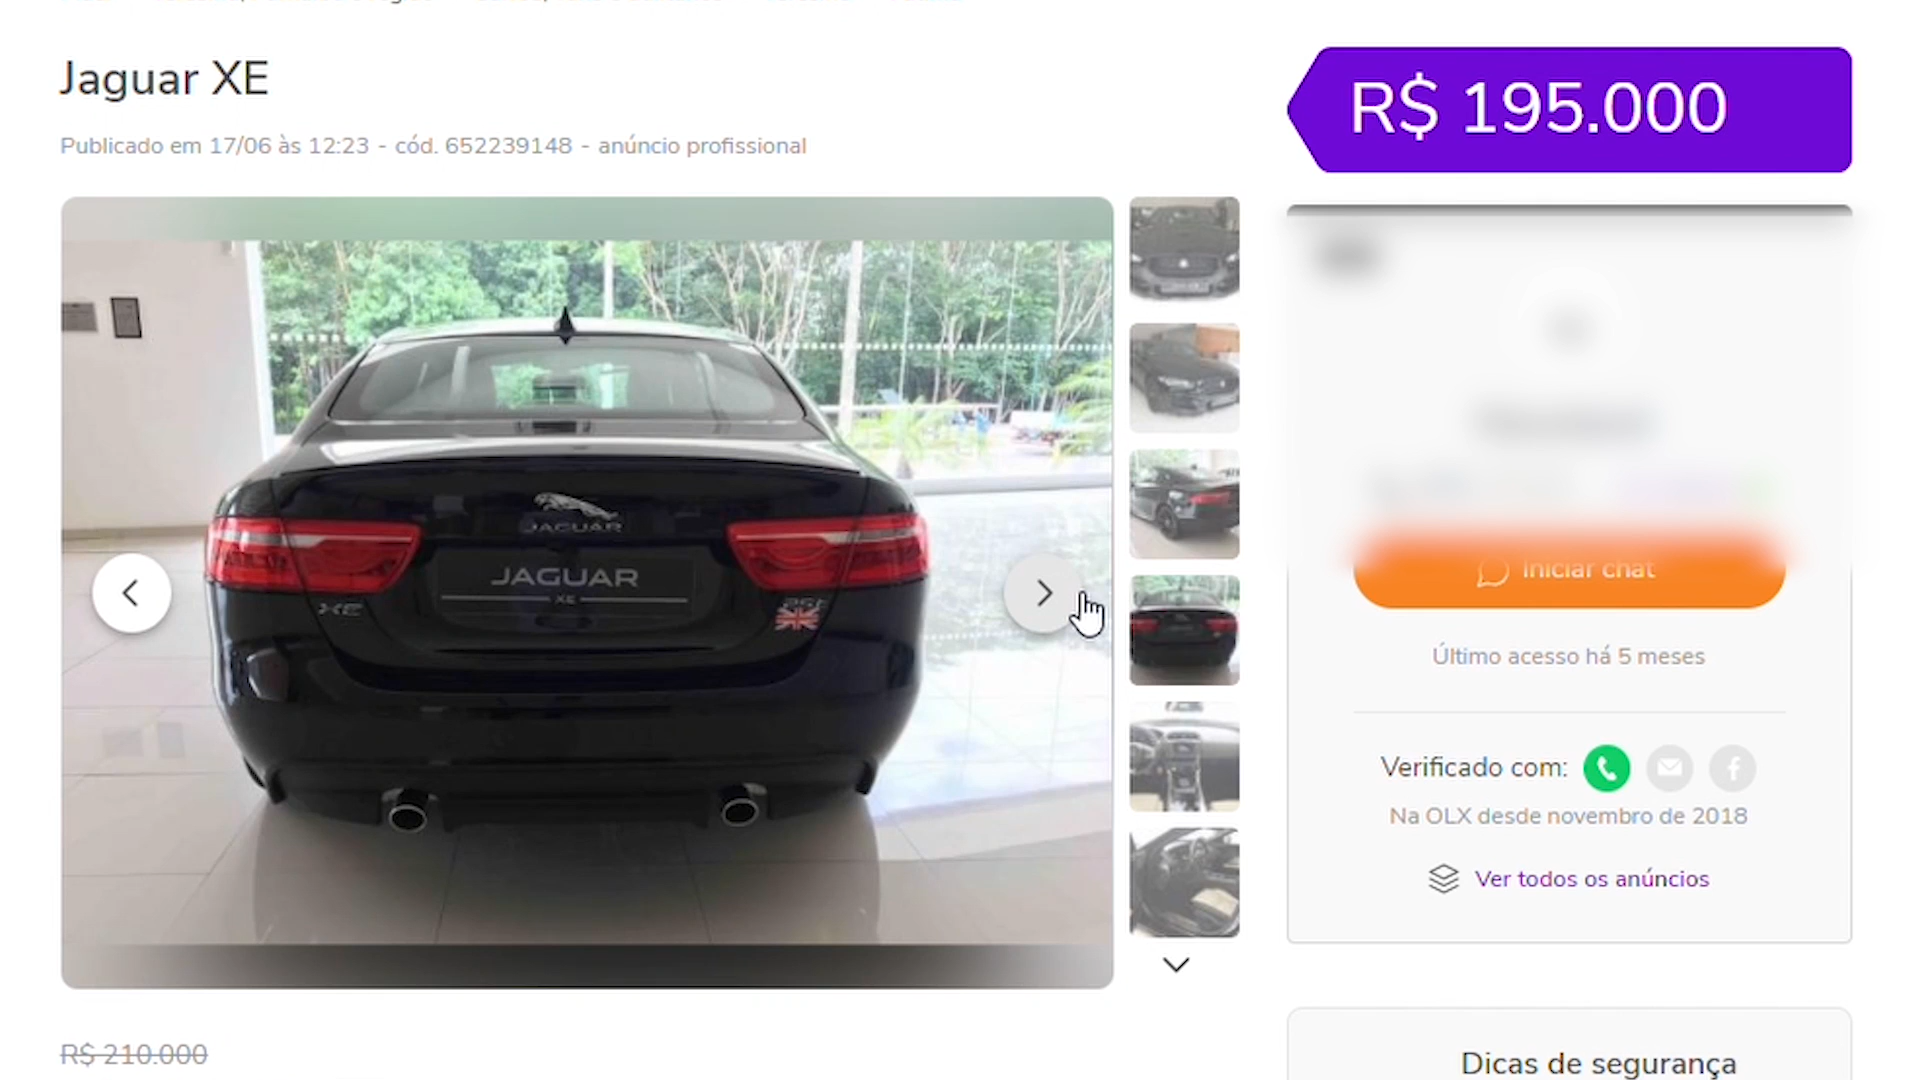 Jaguar XE
R$ 195.000
Publicado em 17/06 às 12:23 - cód. 652239148 - anúncio profissional
JAGUAR
JAGUAR
XE
XE
25t
Iniciar chat
Último acesso há 5 meses
Verificado com:
Na OLX desde novembro de 2018
Ver todos os anúncios
R$ 210.000
Dicas de segurança